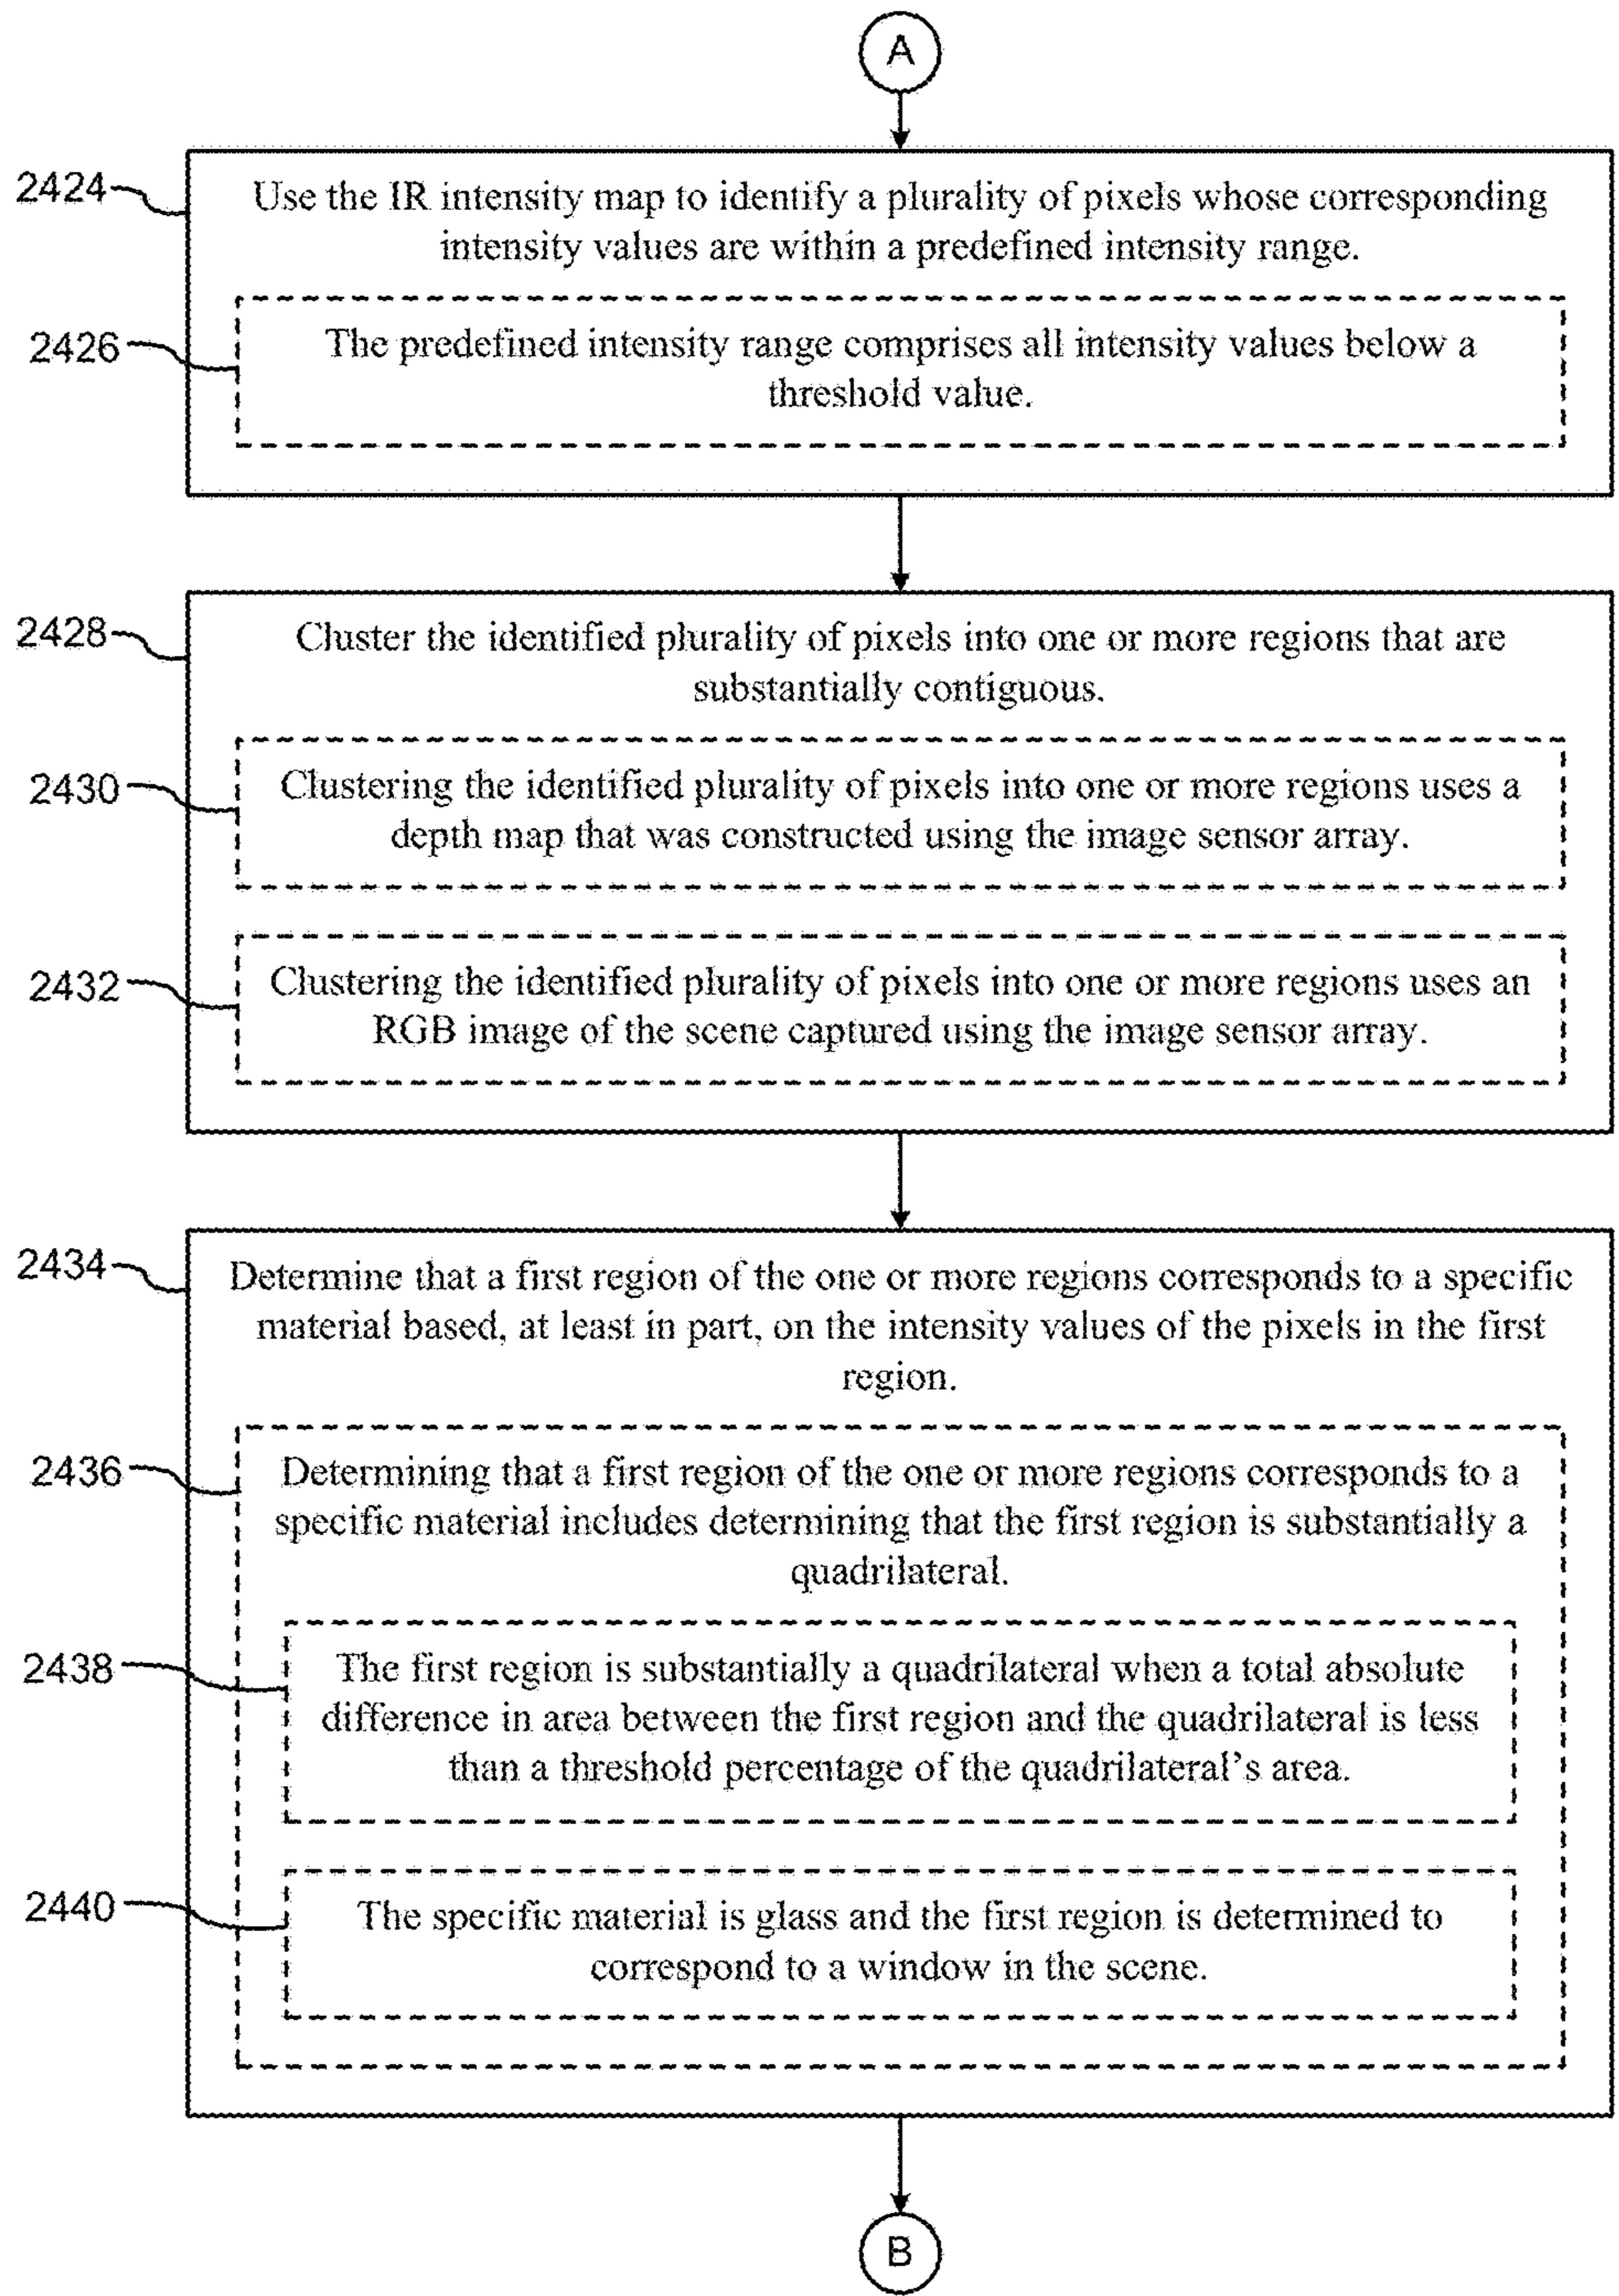 A
2424
Use the IR intensity map to identify a plurality of pixels whose corresponding
intensity values are within a predefined intensity range.
2426
The predefined intensity range comprises all intensity values below a
threshold value.
2428
Cluster the identified plurality of pixels into one or more regions that are
substantially contiguous.
2430
Clustering the identified plurality of pixels into one or more regions uses a
depth map that was constructed using the image sensor array.
2432
Clustering the identified plurality of pixels into one or more regions uses an
RGB image of the scene captured using the image sensor array.
2434
Determine that a first region of the one or more regions corresponds to a specific
material based, at least in part, on the intensity values of the pixels in the first
region.
2436
Determining that a first region of the one or more regions corresponds to a
specific material includes determining that the first region is substantially a
quadrilateral.
2438
The first region is substantially a quadrilateral when a total absolute
difference in area between the first region and the quadrilateral is less
than a threshold percentage of the quadrilateral's area.
2440
The specific material is glass and the first region is determined to
correspond to a window in the scene.
B